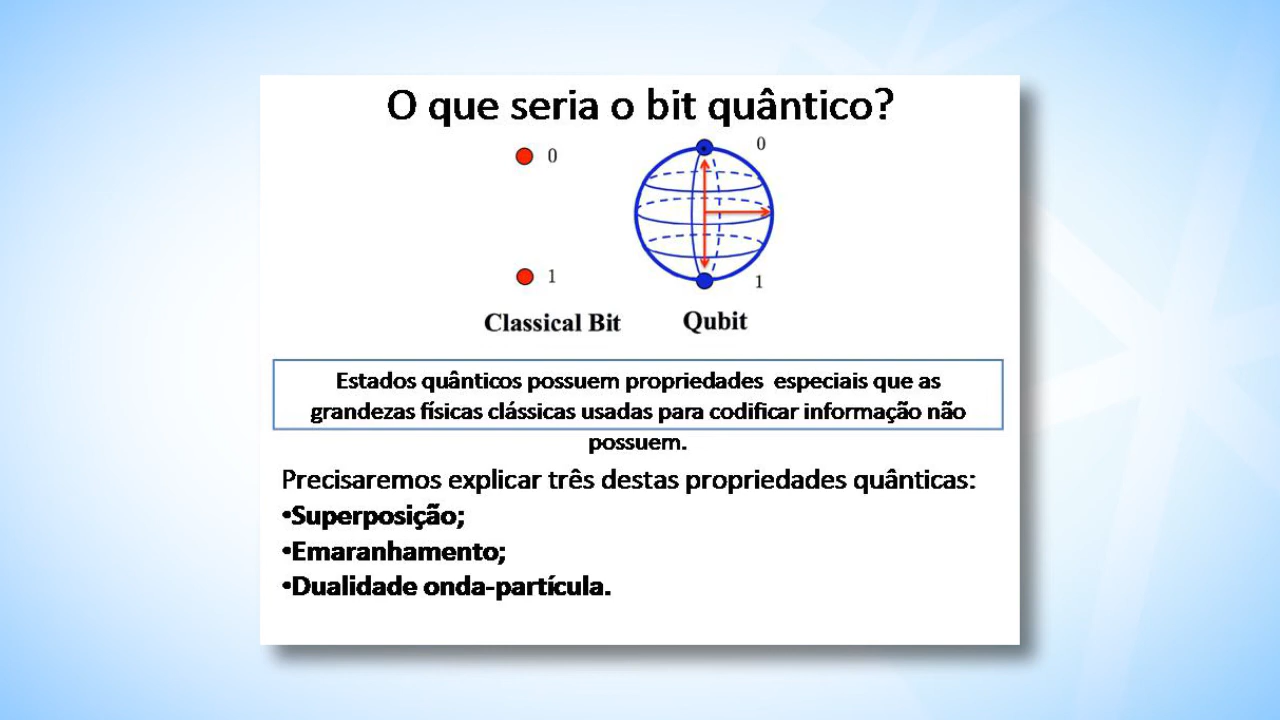 O que seria o bit quântico?
0
0
1
1
Classical Bit
Qubit
Estados quânticos possuem propriedades especiais que as
grandezas físicas clássicas usadas para codificar informação não
possuem.
Precisaremos explicar três destas propriedades quânticas:
•Superposição;
•Emaranhamento;
•Dualidade onda-partícula.